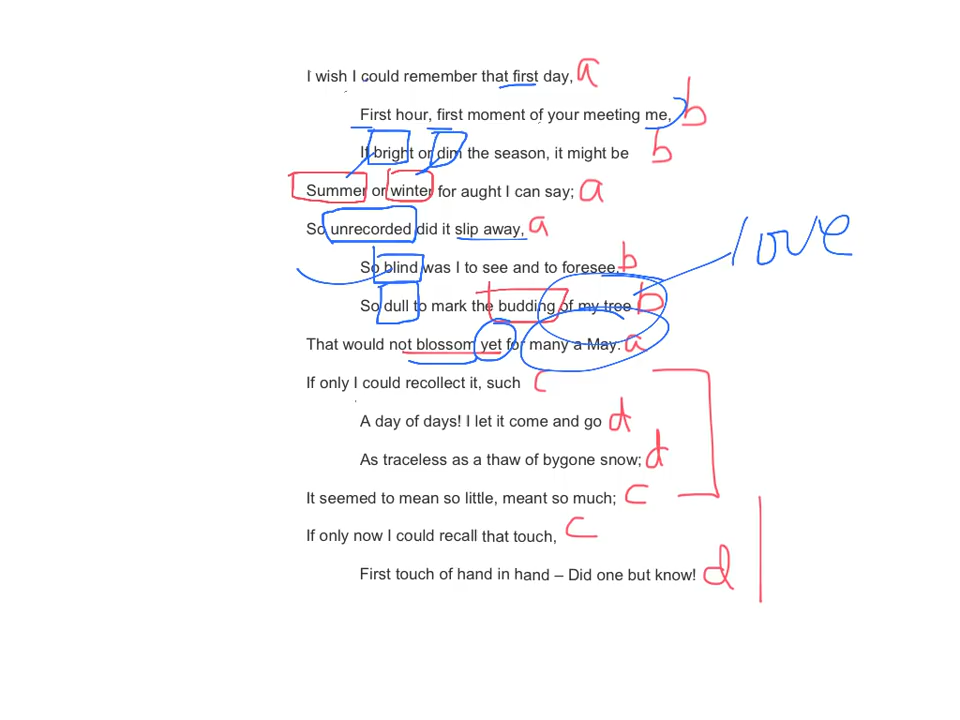 I wish I could remember that first day, a
First hour, first moment of your meeting me, b
If bright or dim the season, it might be b
Summer or winter for aught I can say; a
So unrecorded did it slip away, a
love
So blind was I to see and to foresee, b
So dull to mark the budding of my tree b
That would not blossom yet for many a May. a
If only I could recollect it, such c
A day of days! I let it come and go d
As traceless as a thaw of bygone snow; d
It seemed to mean so little, meant so much; c
If only now I could recall that touch, c
First touch of hand in hand – Did one but know! d